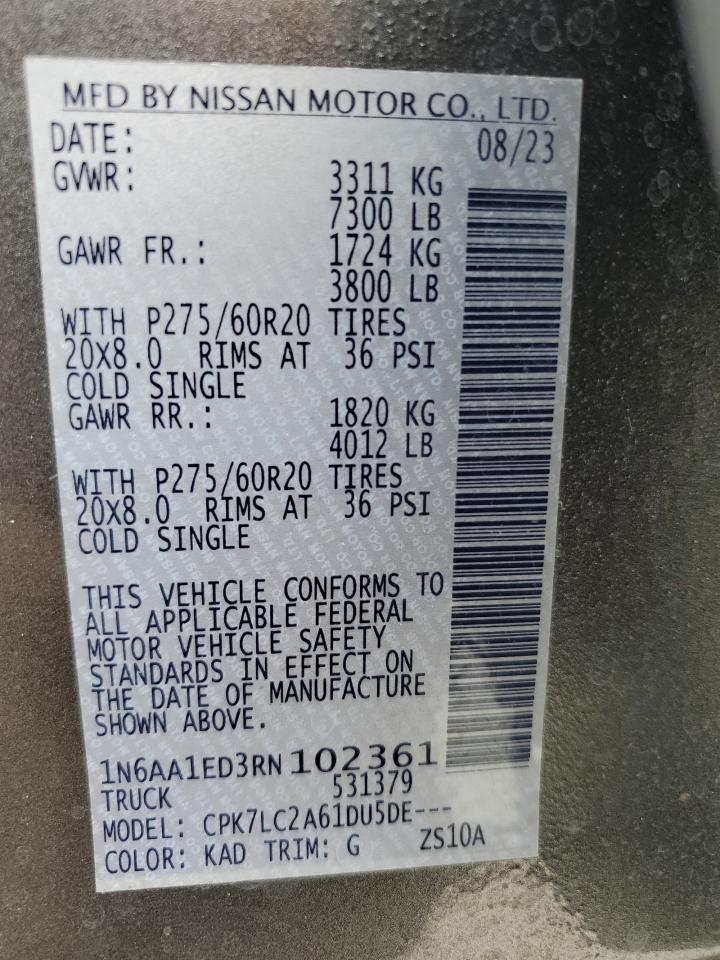 MFD BY NISSAN MOTOR CO., LTD.
DATE: 08/23
GVWR: 3311 KG
7300 LB
GAWR FR.: 1724 KG
3800 LB
WITH P275/60R20 TIRES
20X8.0 RIMS AT 36 PSI
COLD SINGLE
GAWR RR.: 1820 KG
4012 LB
WITH P275/60R20 TIRES
20X8.0 RIMS AT 36 PSI
COLD SINGLE
THIS VEHICLE CONFORMS TO
ALL APPLICABLE FEDERAL
MOTOR VEHICLE SAFETY
STANDARDS IN EFFECT ON
THE DATE OF MANUFACTURE
SHOWN ABOVE.
1N6AA1ED3RN102361
TRUCK 531379
MODEL: CPK7LC2A61DU5DE---
COLOR: KAD TRIM: G ZS10A